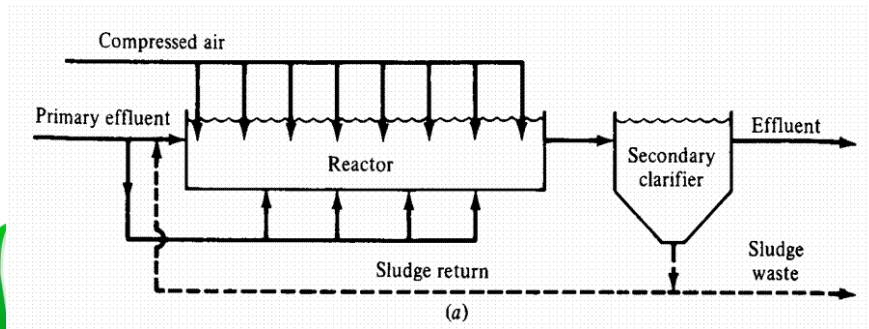 Compressed air
Primary effluent
Reactor
Secondary
clarifier
Effluent
Sludge return
Sludge
waste
(a)